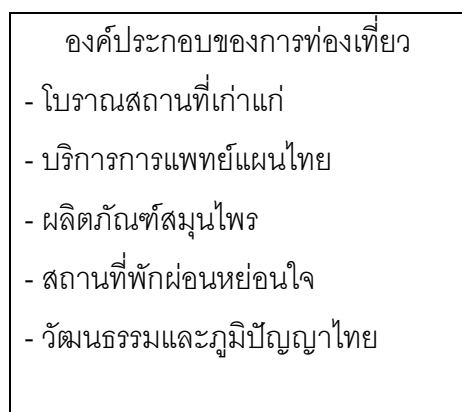 องค์ประกอบของการท่องเที่ยว
- โบราณสถานที่เก่าแก่
- บริการการแพทย์แผนไทย
- ผลิตภัณฑ์สมุนไพร
- สถานที่พักผ่อนหย่อนใจ
- วัฒนธรรมและภูมิปัญญาไทย